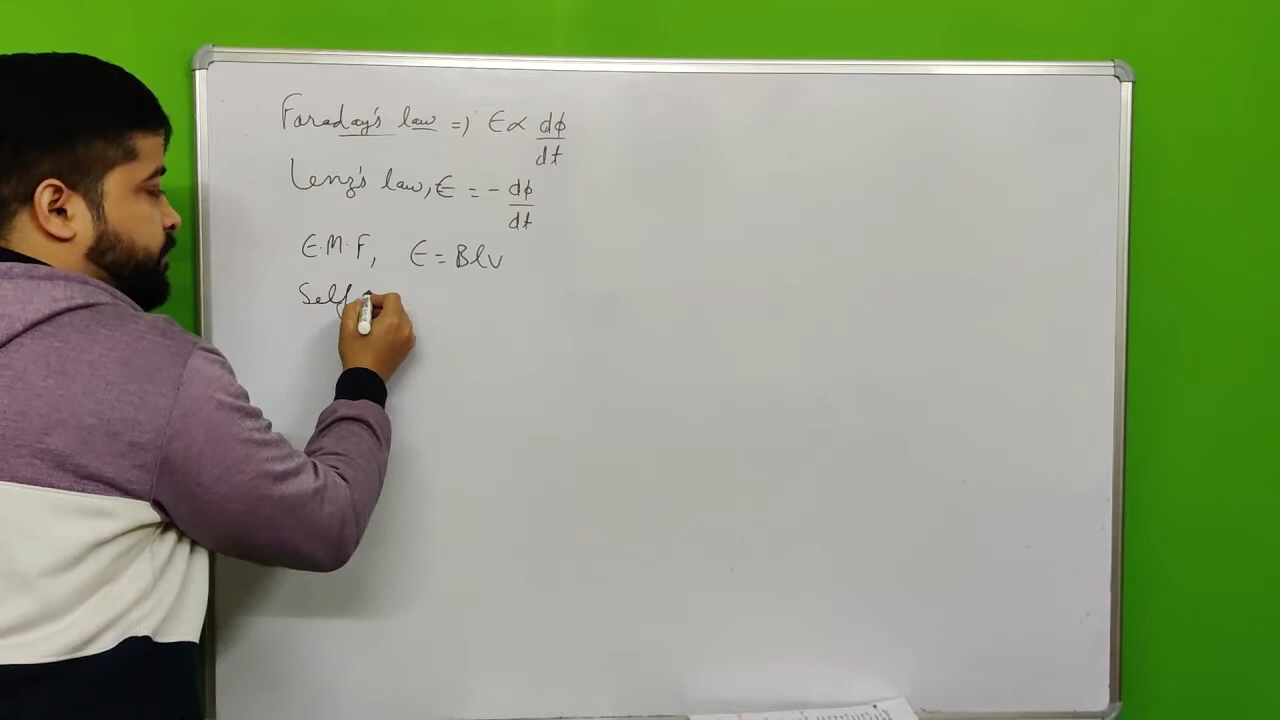 Faraday's law => ε ∝ dϕ/dt
Lenz's law, ε = - dϕ/dt
E.M.F, ε = Blv
Self